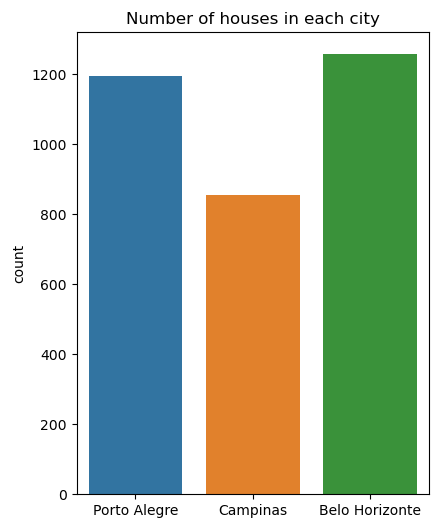 Number of houses in each city
1200
1000
800
600
400
200
0
count
Porto Alegre
Campinas
Belo Horizonte